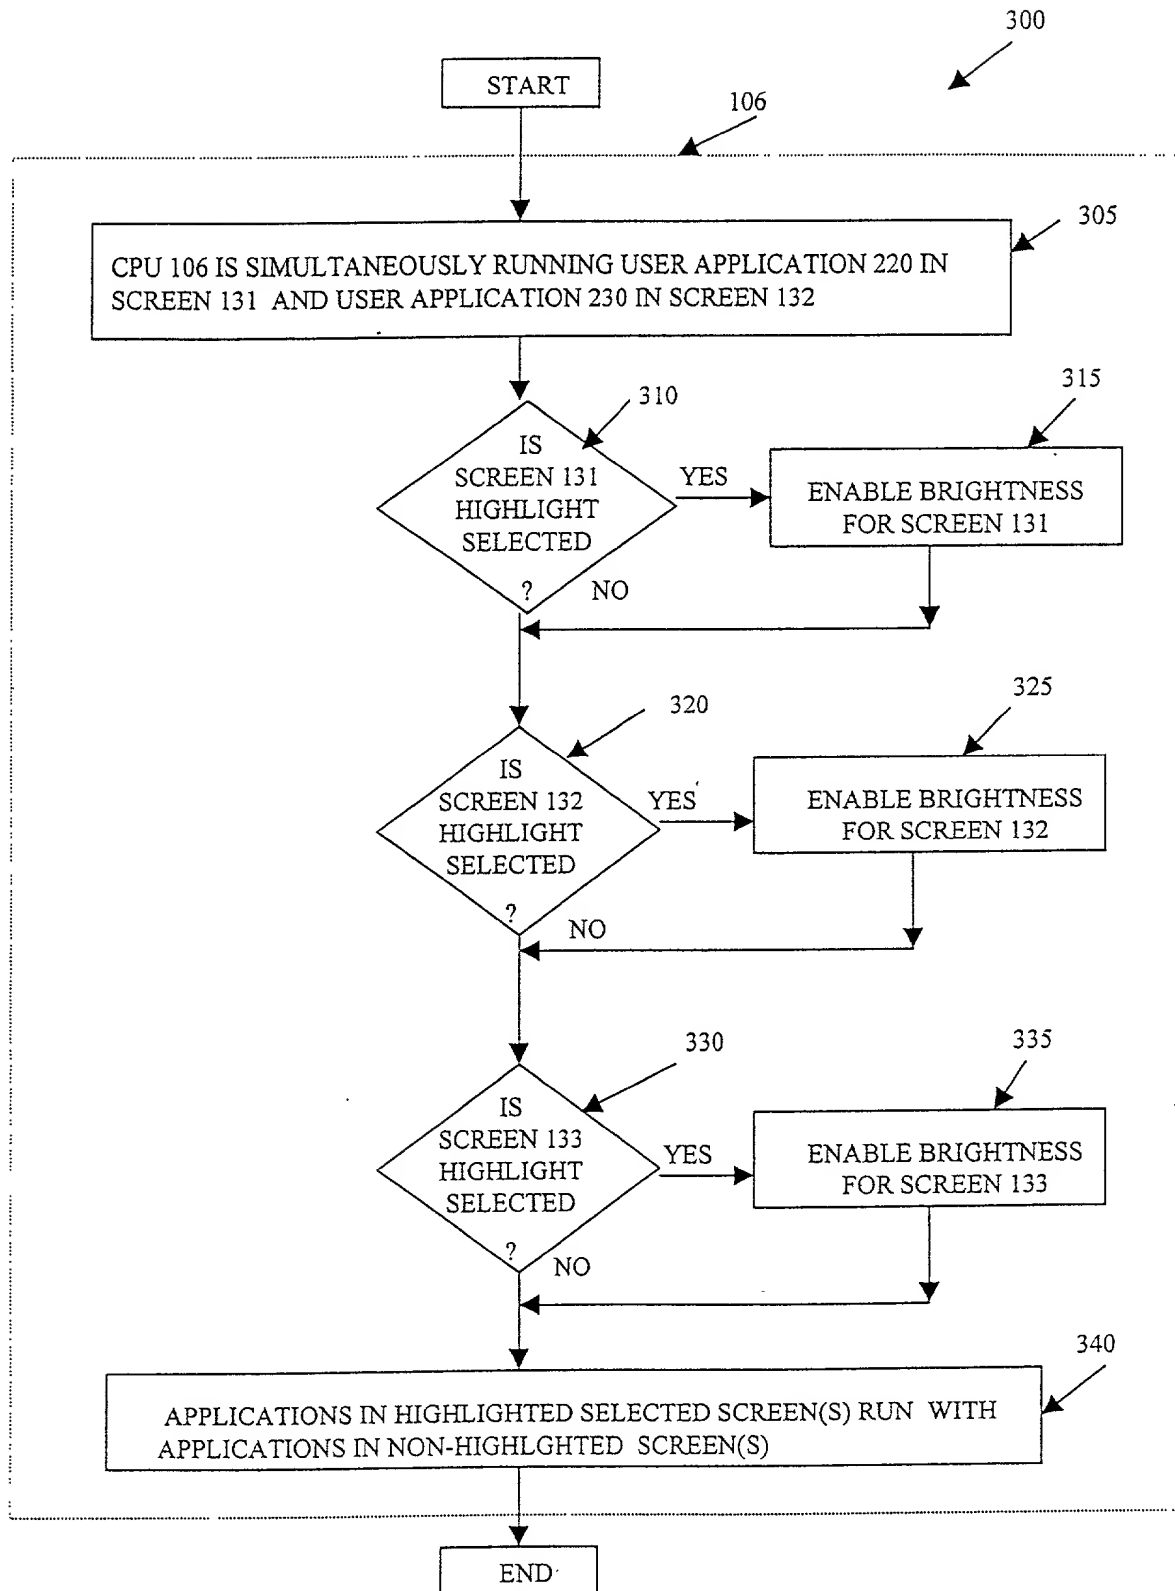 300
START
106
305
CPU 106 IS SIMULTANEOUSLY RUNNING USER APPLICATION 220 IN
SCREEN 131 AND USER APPLICATION 230 IN SCREEN 132
310
315
IS
SCREEN 131
HIGHLIGHT
SELECTED
?
YES
NO
ENABLE BRIGHTNESS
FOR SCREEN 131
320
325
IS
SCREEN 132
HIGHLIGHT
SELECTED
?
YES
NO
ENABLE BRIGHTNESS
FOR SCREEN 132
330
335
IS
SCREEN 133
HIGHLIGHT
SELECTED
?
YES
NO
ENABLE BRIGHTNESS
FOR SCREEN 133
340
APPLICATIONS IN HIGHLIGHTED SELECTED SCREEN(S) RUN WITH
APPLICATIONS IN NON-HIGHLGHTED SCREEN(S)
END